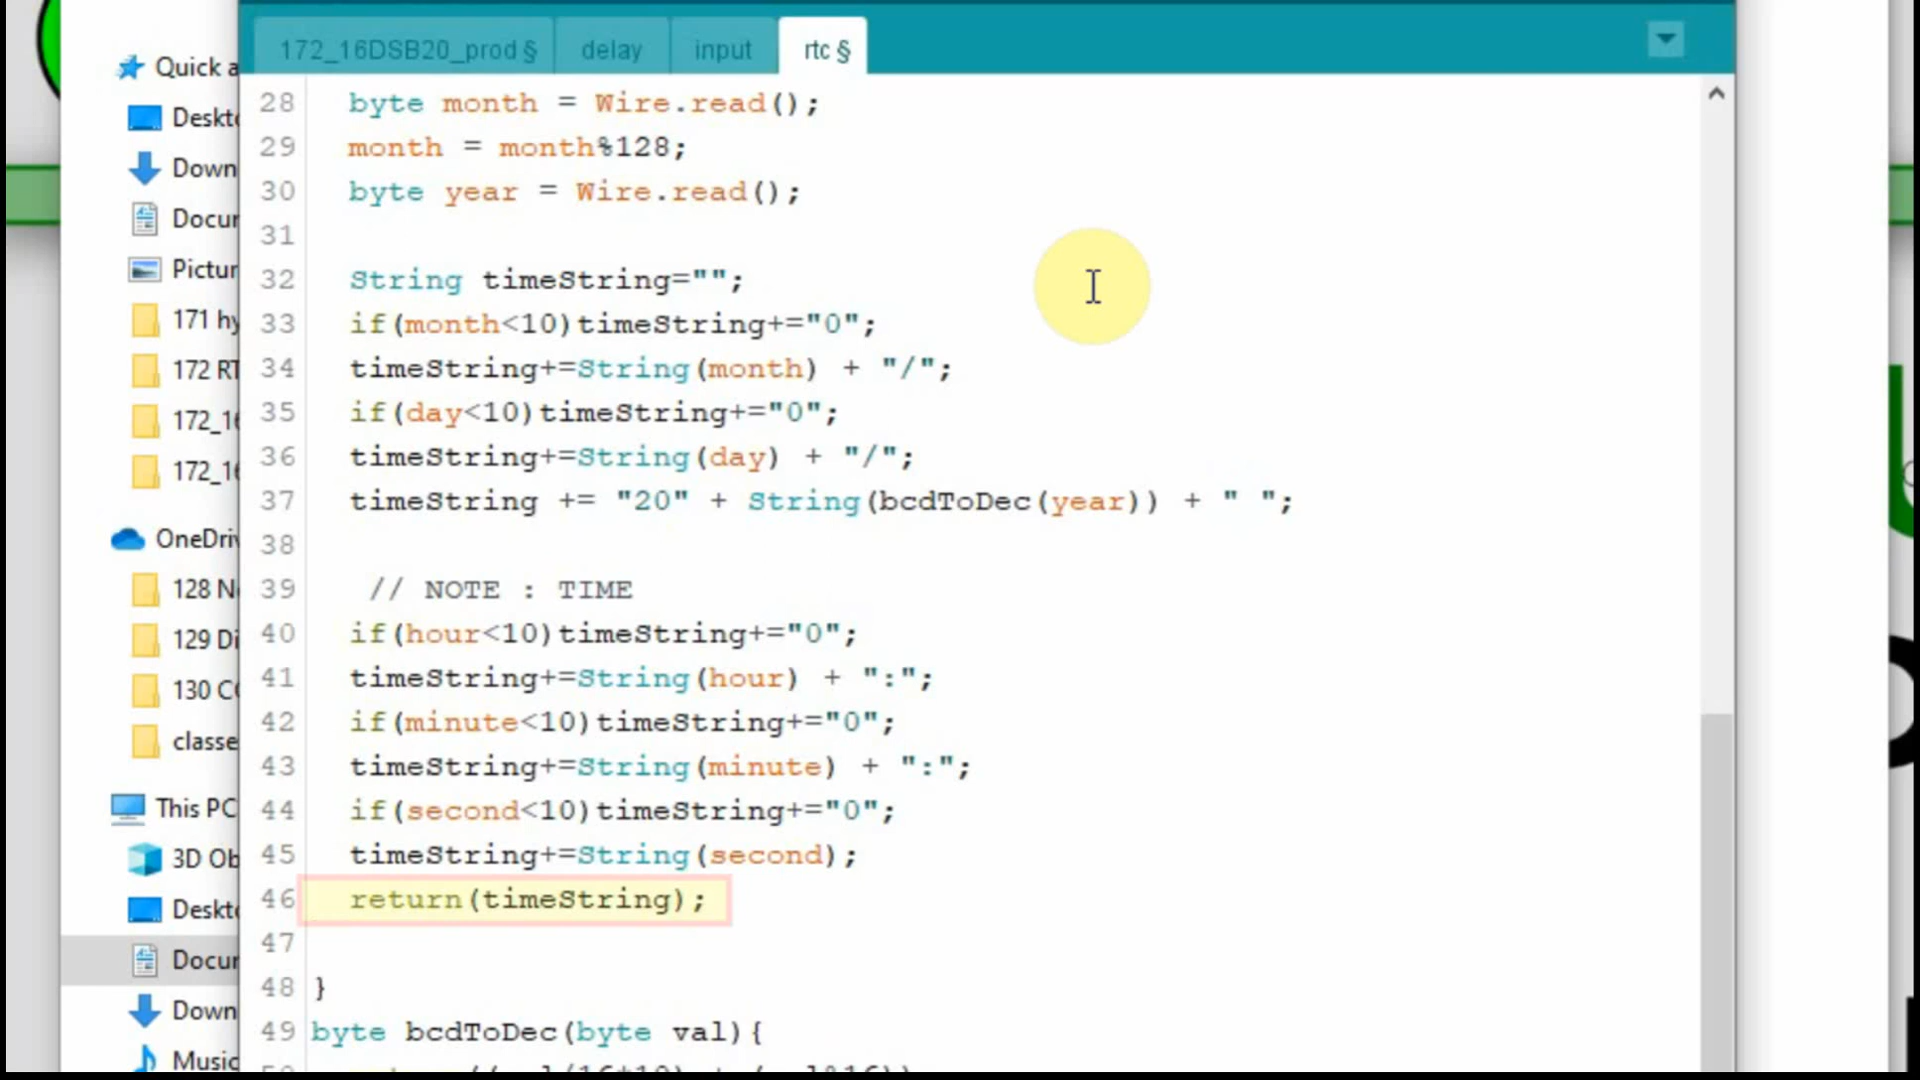 172_16DSB20_prod § delay input rtc §
Quick a
Deskto
Down
Docur
Pictur
171 hy
172 RT
172_16
172_16
OneDriv
128 N
129 Di
130 C
classe
This PC
3D Ob
Deskto
Docur
Down
Music
28 byte month = Wire.read();
29 month = month%128;
30 byte year = Wire.read();
31
32 String timeString="";
33 if(month<10)timeString+="0";
34 timeString+=String(month) + "/";
35 if(day<10)timeString+="0";
36 timeString+=String(day) + "/";
37 timeString += "20" + String(bcdToDec(year)) + " ";
38
39 // NOTE : TIME
40 if(hour<10)timeString+="0";
41 timeString+=String(hour) + ":";
42 if(minute<10)timeString+="0";
43 timeString+=String(minute) + ":";
44 if(second<10)timeString+="0";
45 timeString+=String(second);
46 return(timeString);
47
48 }
49 byte bcdToDec(byte val){